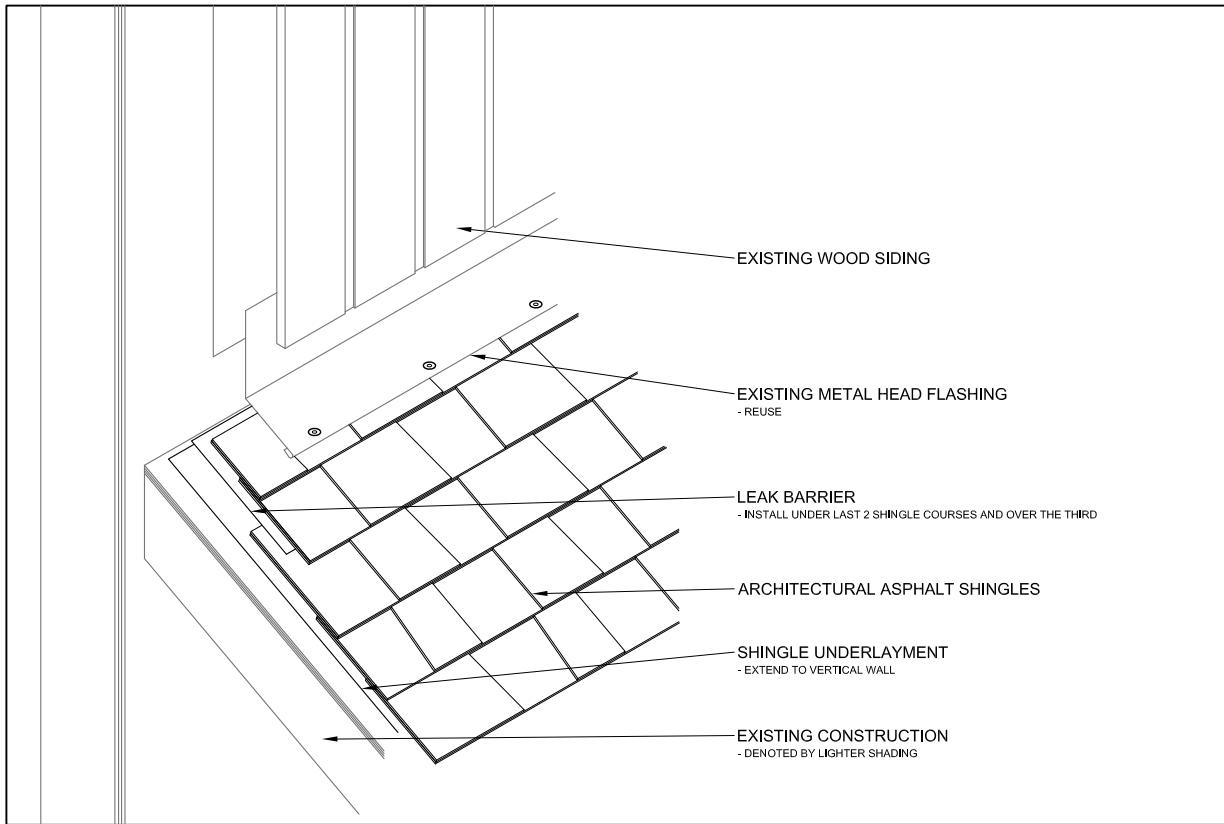 EXISTING WOOD SIDING
EXISTING METAL HEAD FLASHING
- REUSE
LEAK BARRIER
- INSTALL UNDER LAST 2 SHINGLE COURSES AND OVER THE THIRD
ARCHITECTURAL ASPHALT SHINGLES
SHINGLE UNDERLAYMENT
- EXTEND TO VERTICAL WALL
EXISTING CONSTRUCTION
- DENOTED BY LIGHTER SHADING